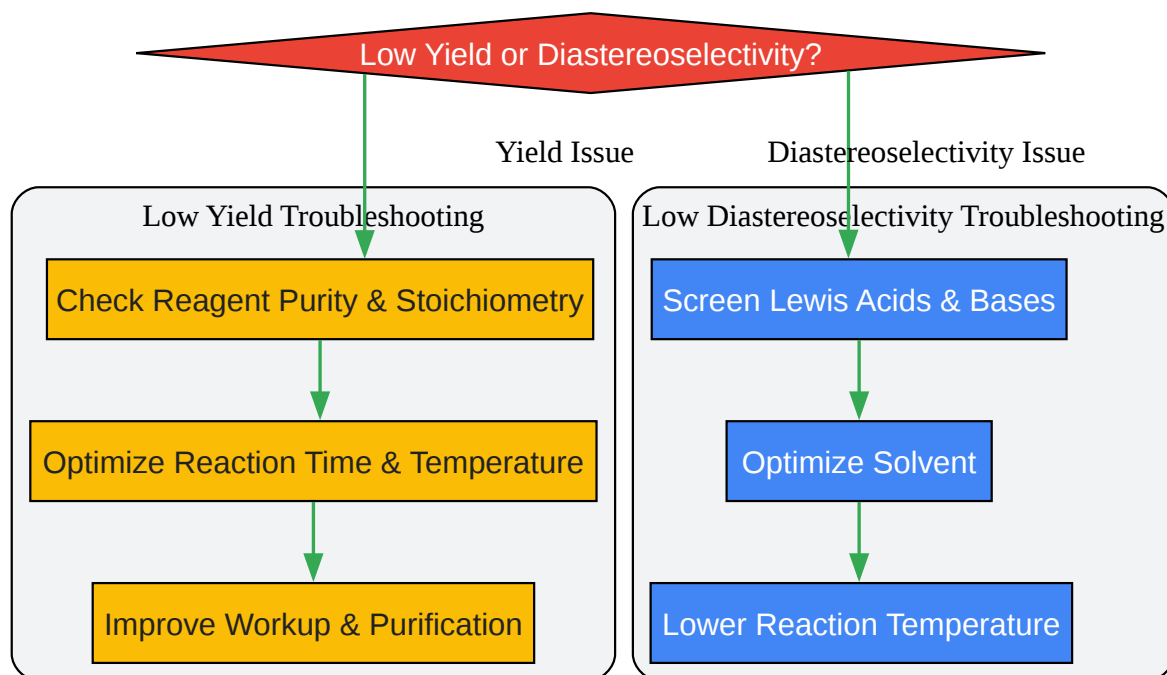 Low Yield or Diastereoselectivity?
Yield Issue
Diastereoselectivity Issue
Low Yield Troubleshooting
Check Reagent Purity & Stoichiometry
Optimize Reaction Time & Temperature
Improve Workup & Purification
Low Diastereoselectivity Troubleshooting
Screen Lewis Acids & Bases
Optimize Solvent
Lower Reaction Temperature